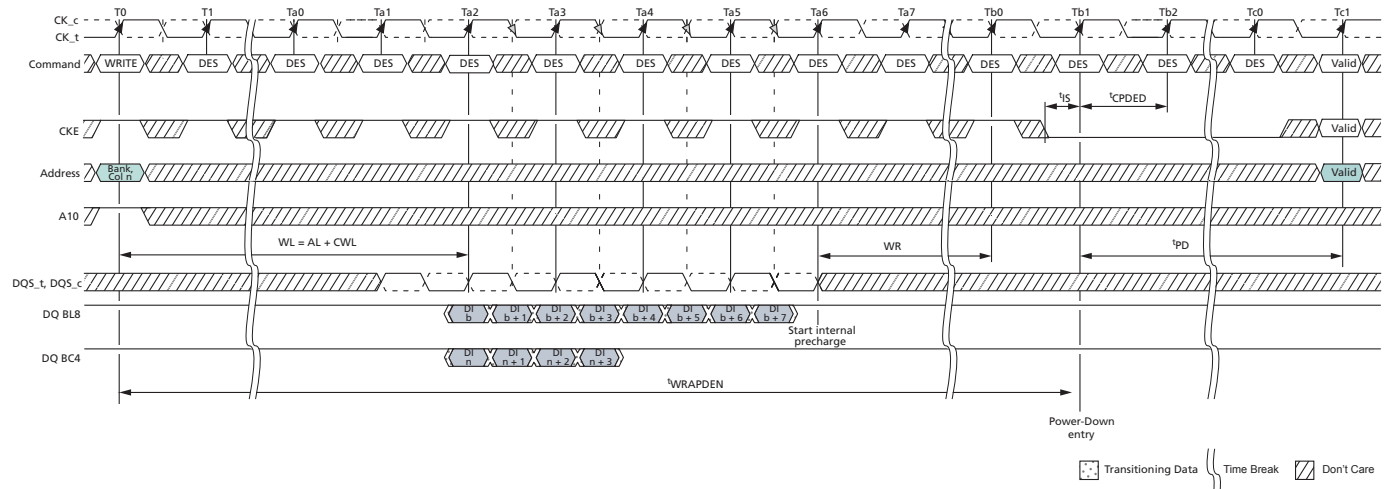 T0 T1 Ta0 Ta1 Ta2 Ta3 Ta4 Ta5 Ta6 Ta7 Tb0 Tb1 Tb2 Tc0 Tc1
CK_c
CK_t
Command WRITE DES DES DES DES DES DES DES DES DES DES DES DES DES Valid
tIS tCPDED
CKE Valid
Address Bank, Col n Valid
A10
WL = AL + CWL WR tPD
DQS_t, DQS_c
DQ BL8 DI b DI b + 1 DI b + 2 DI b + 3 DI b + 4 DI b + 5 DI b + 6 DI b + 7
Start internal
precharge
DQ BC4 DI n DI n + 1 DI n + 2 DI n + 3
tWRAPDEN
Power-Down
entry
Transitioning Data Time Break Don't Care